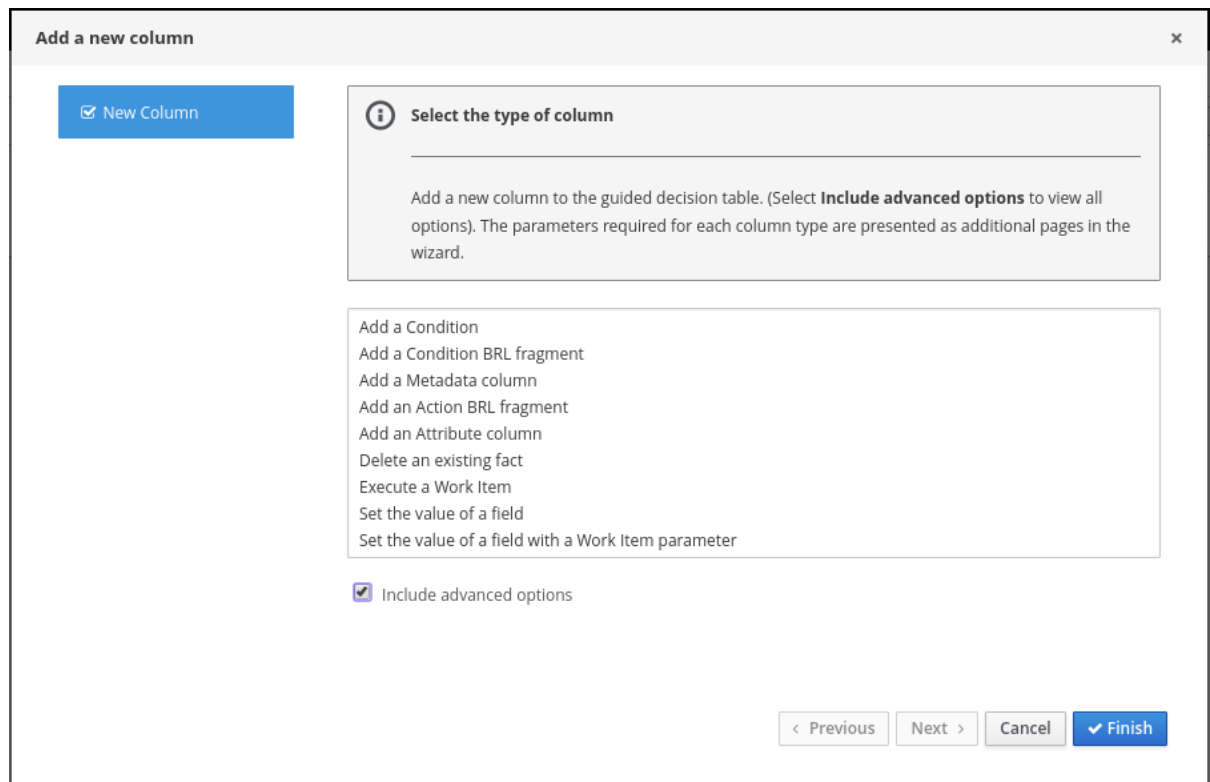 Add a new column
×
New Column
Select the type of column
Add a new column to the guided decision table. (Select Include advanced options to view all
options). The parameters required for each column type are presented as additional pages in the
wizard.
Add a Condition
Add a Condition BRL fragment
Add a Metadata column
Add an Action BRL fragment
Add an Attribute column
Delete an existing fact
Execute a Work Item
Set the value of a field
Set the value of a field with a Work Item parameter
Include advanced options
< Previous Next > Cancel Finish